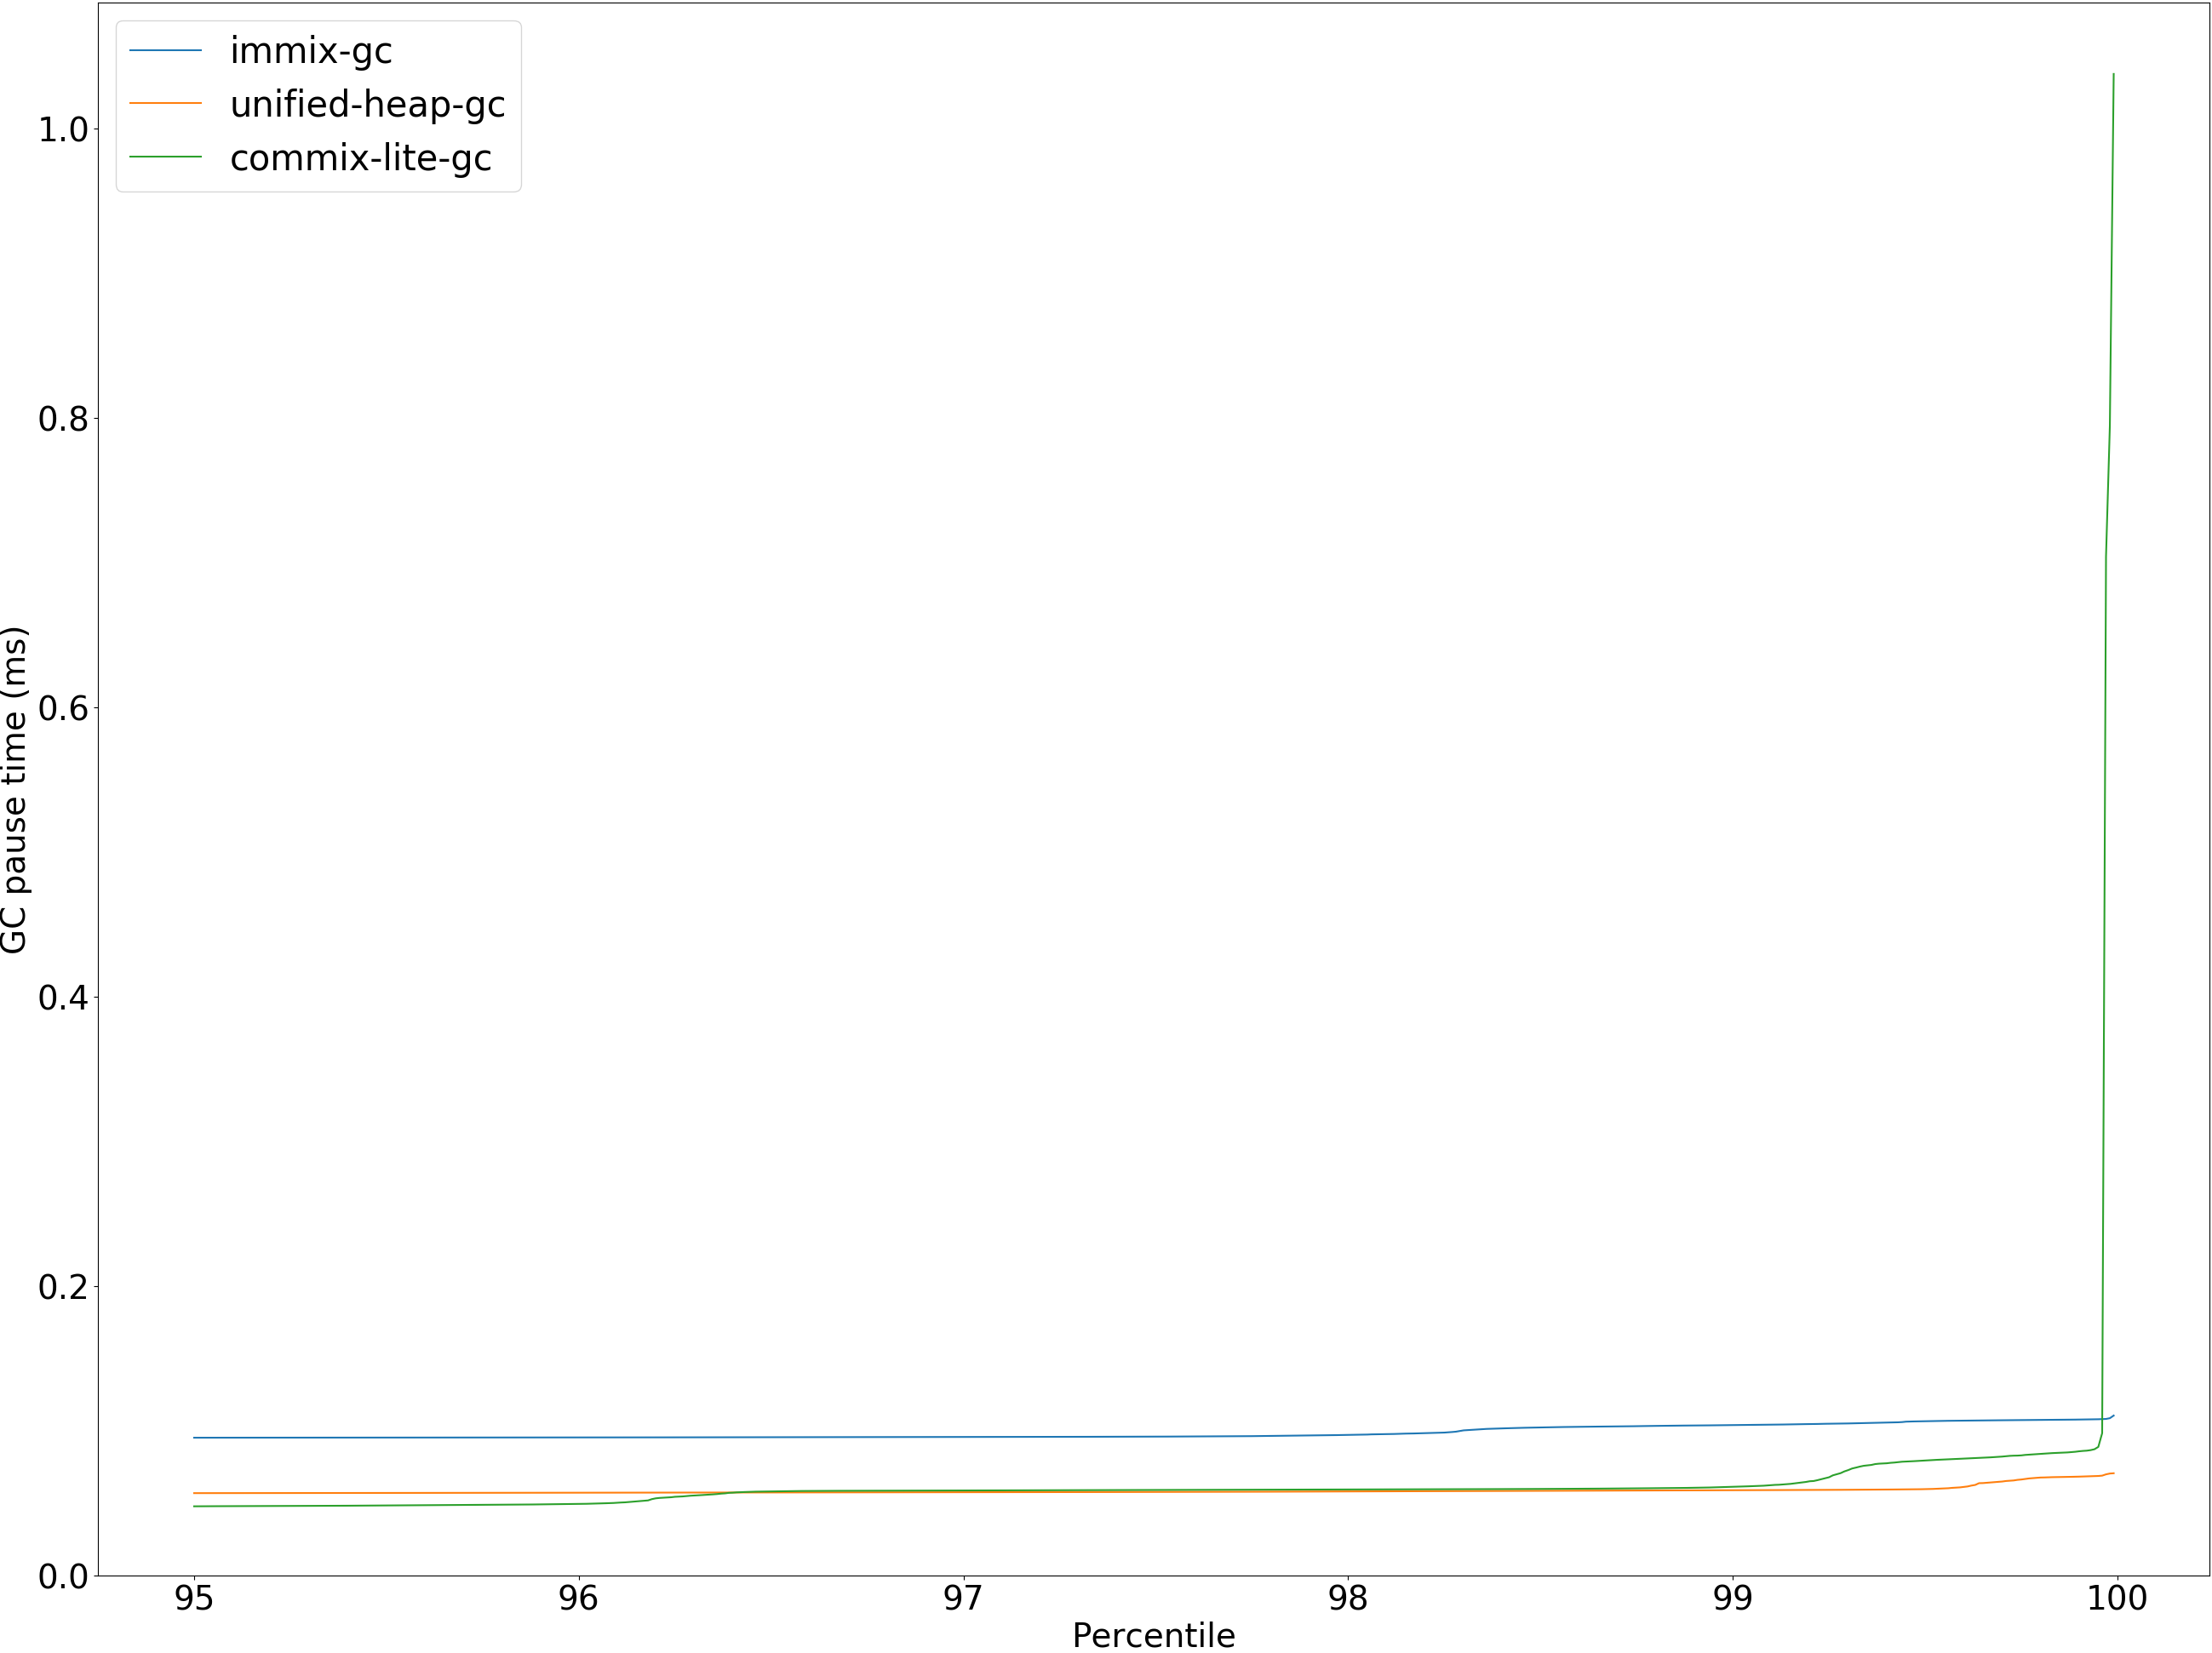 immix-gc
unified-heap-gc
commix-lite-gc
1.0
0.8
0.6
0.4
0.2
0.0
GC pause time (ms)
95 96 97 98 99 100
Percentile